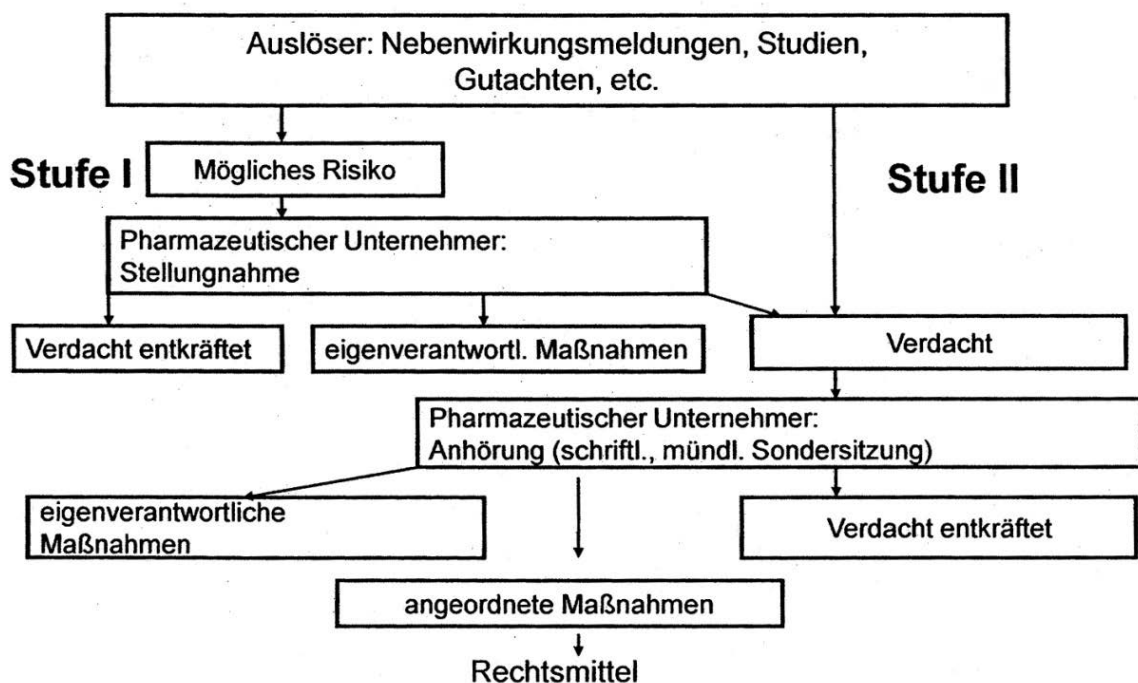 Auslöser: Nebenwirkungsmeldungen, Studien,
Gutachten, etc.
Stufe I
Mögliches Risiko
Stufe II
Pharmazeutischer Unternehmer:
Stellungnahme
Verdacht entkräftet
eigenverantwortl. Maßnahmen
Verdacht
Pharmazeutischer Unternehmer:
Anhörung (schriftl., mündl. Sondersitzung)
eigenverantwortliche
Maßnahmen
Verdacht entkräftet
angeordnete Maßnahmen
Rechtsmittel